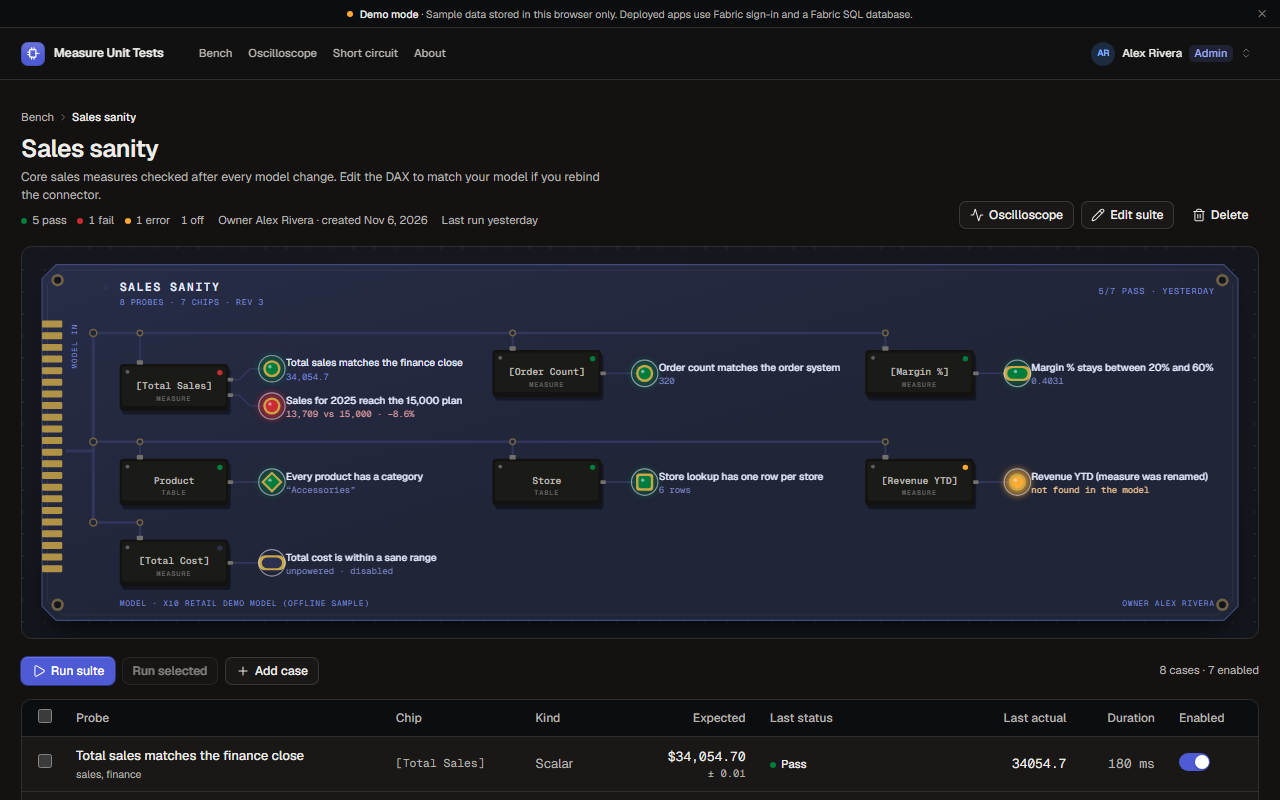 Demo mode · Sample data stored in this browser only. Deployed apps use Fabric sign-in and a Fabric SQL database.
Measure Unit Tests
Bench
Oscilloscope
Short circuit
About
AR
Alex Rivera
Admin
Bench > Sales sanity
Sales sanity
Core sales measures checked after every model change. Edit the DAX to match your model if you rebind
the connector.
5 pass
1 fail
1 error
1 off
Owner Alex Rivera · created Nov 6, 2026
Last run yesterday
Oscilloscope
Edit suite
Delete
SALES SANITY
8 PROBES · 7 CHIPS · REV 3
5/7 PASS · YESTERDAY
MODEL IN
[Total Sales]
MEASURE
Total sales matches the finance close
34,054.7
Sales for 2025 reach the 15,000 plan
13,709 vs 15,000 · −8.6%
[Order Count]
MEASURE
Order count matches the order system
320
[Margin %]
MEASURE
Margin % stays between 20% and 60%
0.4031
Product
TABLE
Every product has a category
"Accessories"
Store
TABLE
Store lookup has one row per store
6 rows
[Revenue YTD]
MEASURE
Revenue YTD (measure was renamed)
not found in the model
[Total Cost]
MEASURE
Total cost is within a sane range
unpowered · disabled
MODEL · X10 RETAIL DEMO MODEL (OFFLINE SAMPLE)
OWNER ALEX RIVERA
Run suite
Run selected
Add case
8 cases · 7 enabled
Probe
Chip
Kind
Expected
Last status
Last actual
Duration
Enabled
Total sales matches the finance close
sales, finance
[Total Sales]
Scalar
$34,054.70
± 0.01
Pass
34054.7
180 ms